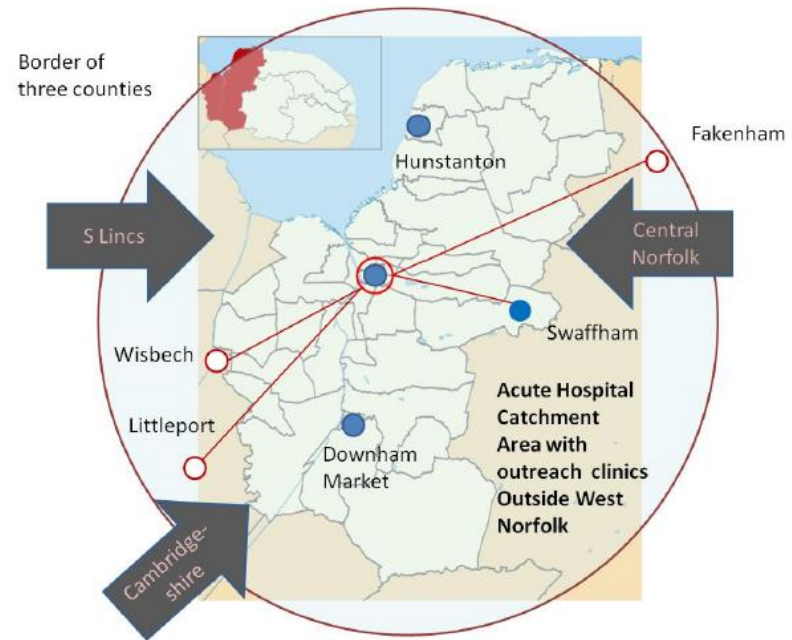 Border of
three counties
Fakenham
Hunstanton
S Lincs
Central
Norfolk
Swaffham
Wisbech
Littleport
Downham
Market
Acute Hospital
Catchment
Area with
outreach clinics
Outside West
Norfolk
Cambridge-
shire